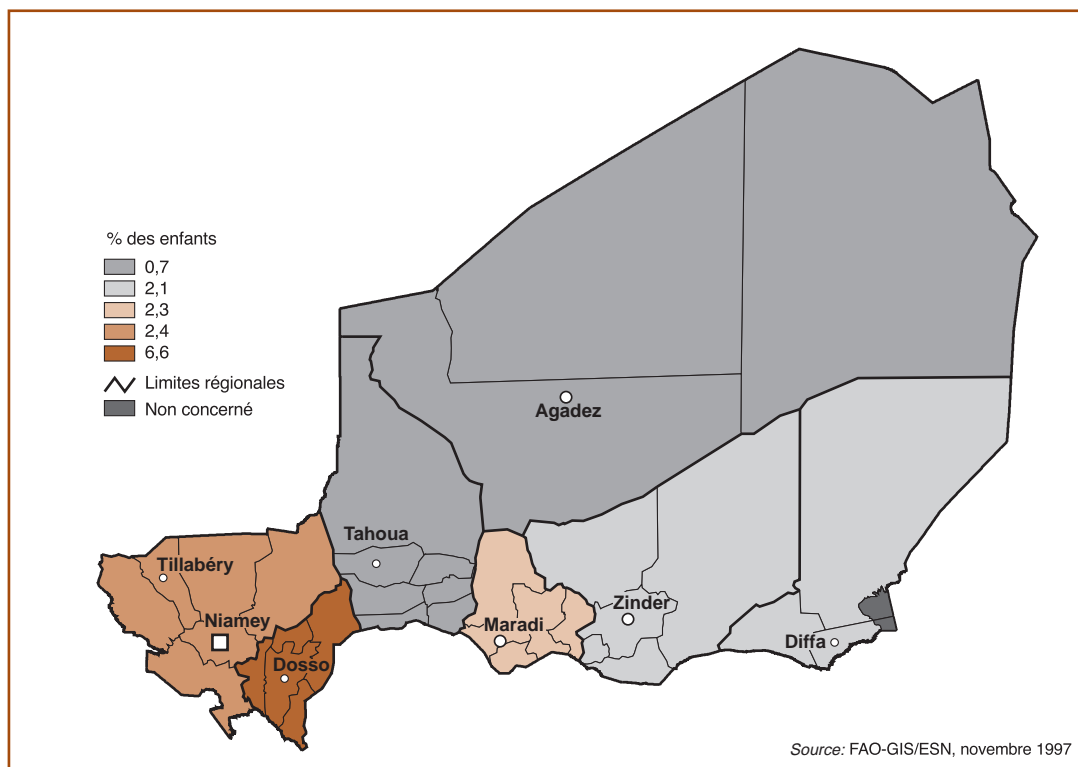 % des enfants
0,7
2,1
2,3
2,4
6,6
Limites régionales
Non concerné
Agadez
Tahoua
Tillabéry
Niamey
Dosso
Maradi
Zinder
Diffa
Source: FAO-GIS/ESN, novembre 1997